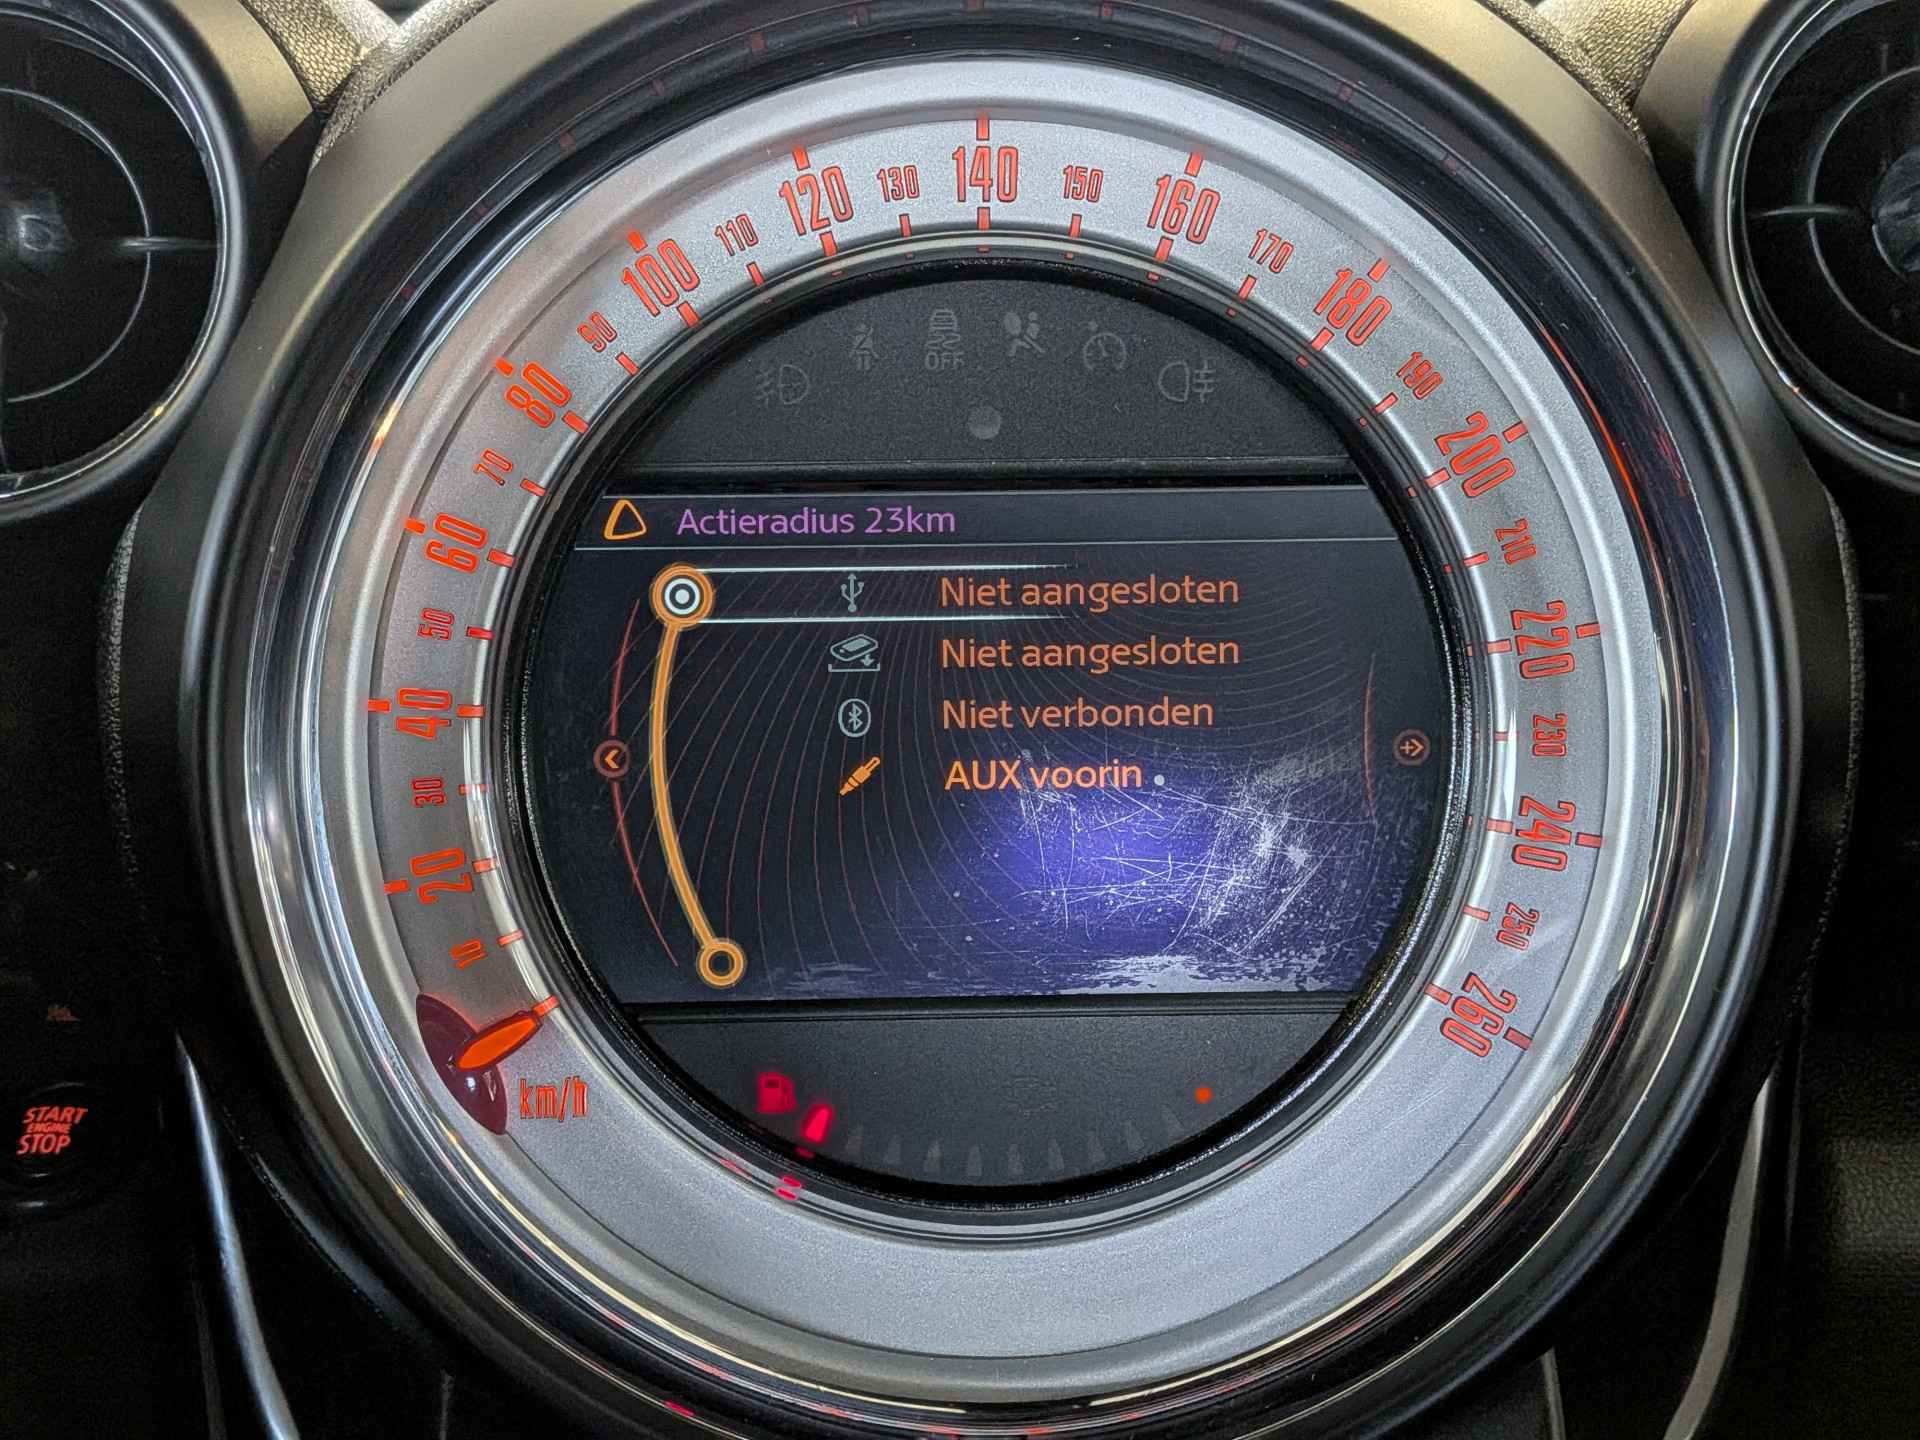 10
20
30
40
50
60
70
80
90
100
110
120
130
140
150
160
170
180
190
200
210
220
230
240
250
260
km/h
OFF
Actieradius 23km
Niet aangesloten
Niet aangesloten
Niet verbonden
AUX voorin
START
ENGINE
STOP